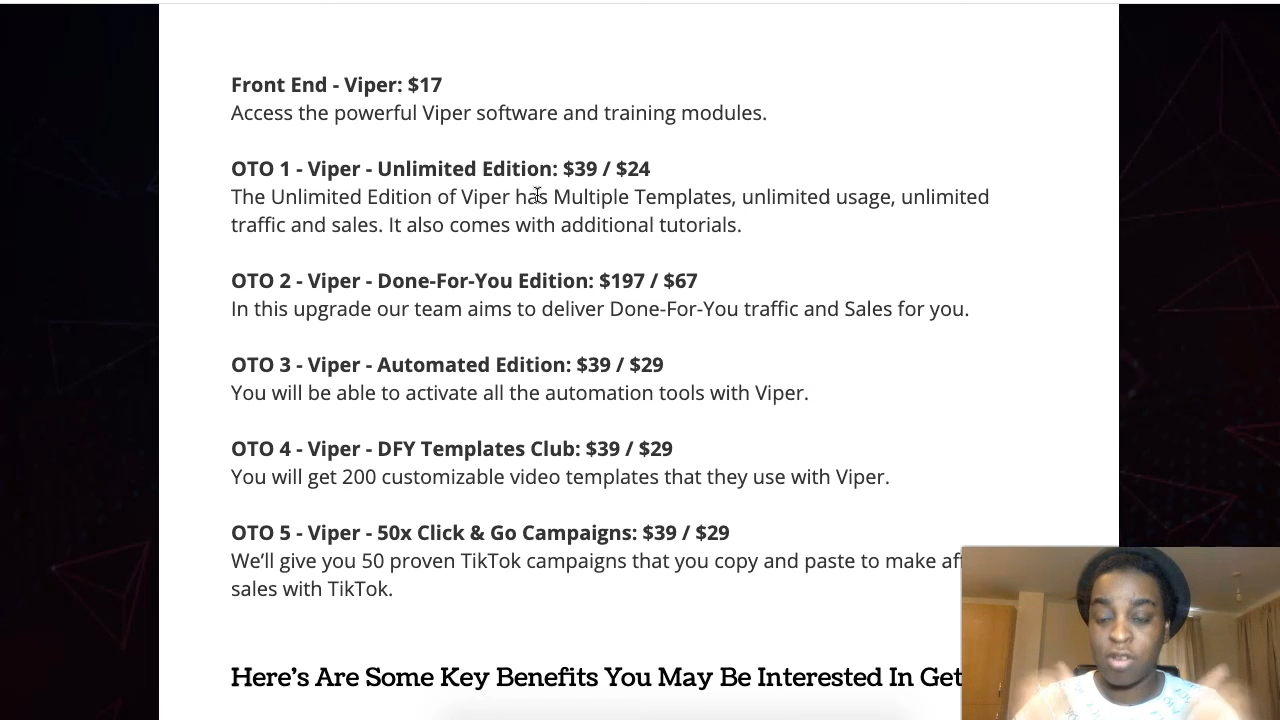 Front End - Viper: $17
Access the powerful Viper software and training modules.
OTO 1 - Viper - Unlimited Edition: $39 / $24
The Unlimited Edition of Viper has Multiple Templates, unlimited usage, unlimited
traffic and sales. It also comes with additional tutorials.
OTO 2 - Viper - Done-For-You Edition: $197 / $67
In this upgrade our team aims to deliver Done-For-You traffic and Sales for you.
OTO 3 - Viper - Automated Edition: $39 / $29
You will be able to activate all the automation tools with Viper.
OTO 4 - Viper - DFY Templates Club: $39 / $29
You will get 200 customizable video templates that they use with Viper.
OTO 5 - Viper - 50x Click & Go Campaigns: $39 / $29
We’ll give you 50 proven TikTok campaigns that you copy and paste to make
sales with TikTok.
Here’s Are Some Key Benefits You May Be Interested In Get